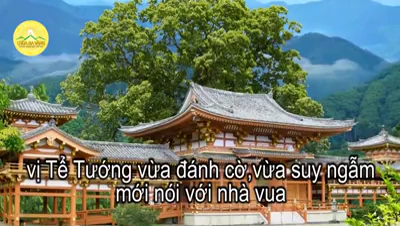 vị Tể Tướng vừa đánh cờ,vừa suy ngẫm
mới nói với nhà vua